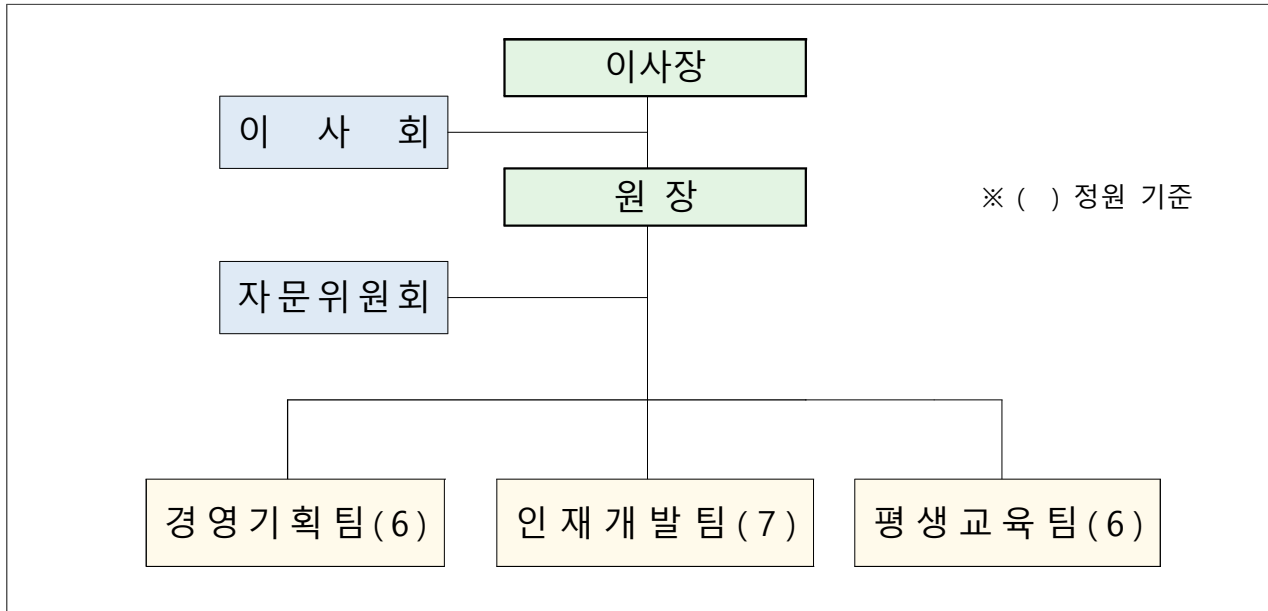 이사장
이 사 회
원 장
※ ( ) 정원 기준
자문위원회
경영기획팀(6)
인재개발팀(7)
평생교육팀(6)